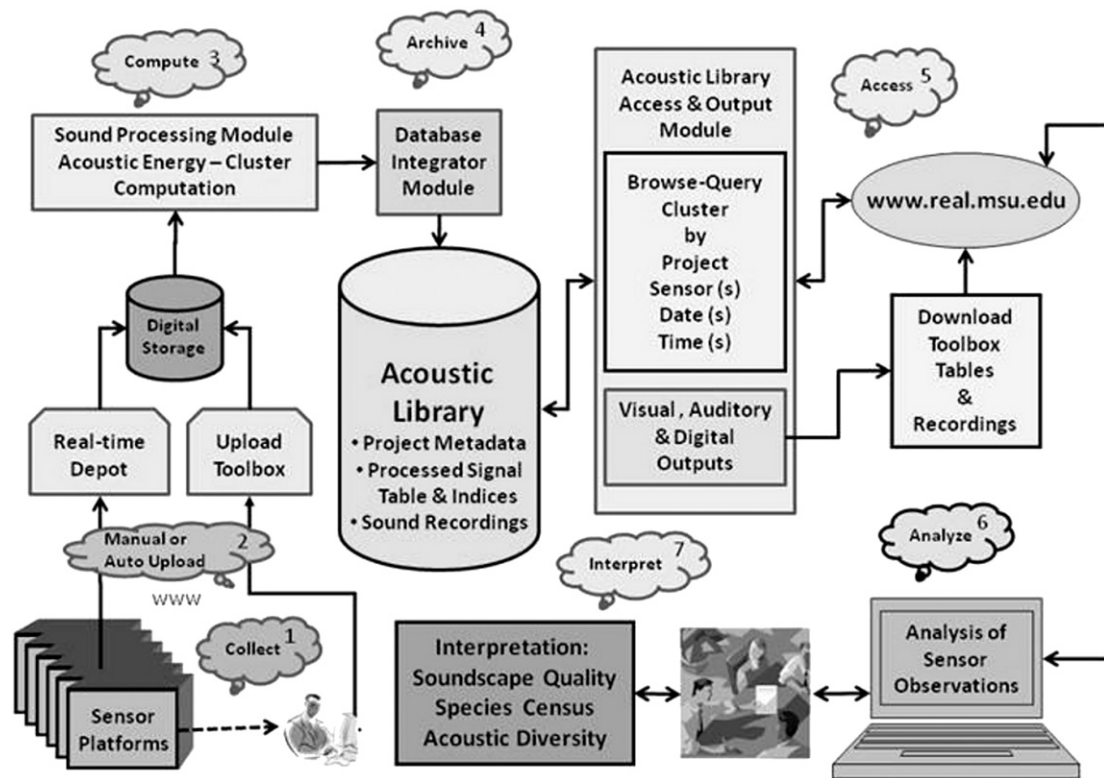 Compute 3
Archive 4
Access 5
Sound Processing Module
Acoustic Energy – Cluster
Computation
Database
Integrator
Module
Acoustic Library
Access & Output
Module
Browse-Query
Cluster
by
Project
Sensor (s)
Date (s)
Time (s)
Visual , Auditory
& Digital
Outputs
www.real.msu.edu
Download
Toolbox
Tables
&
Recordings
Digital
Storage
Real-time
Depot
Upload
Toolbox
Acoustic
Library
• Project Metadata
• Processed Signal
Table & Indices
• Sound Recordings
Manual or 2
Auto Upload
www
Collect 1
Sensor
Platforms
Interpret 7
Interpretation:
Soundscape Quality
Species Census
Acoustic Diversity
Analyze 6
Analysis of
Sensor
Observations